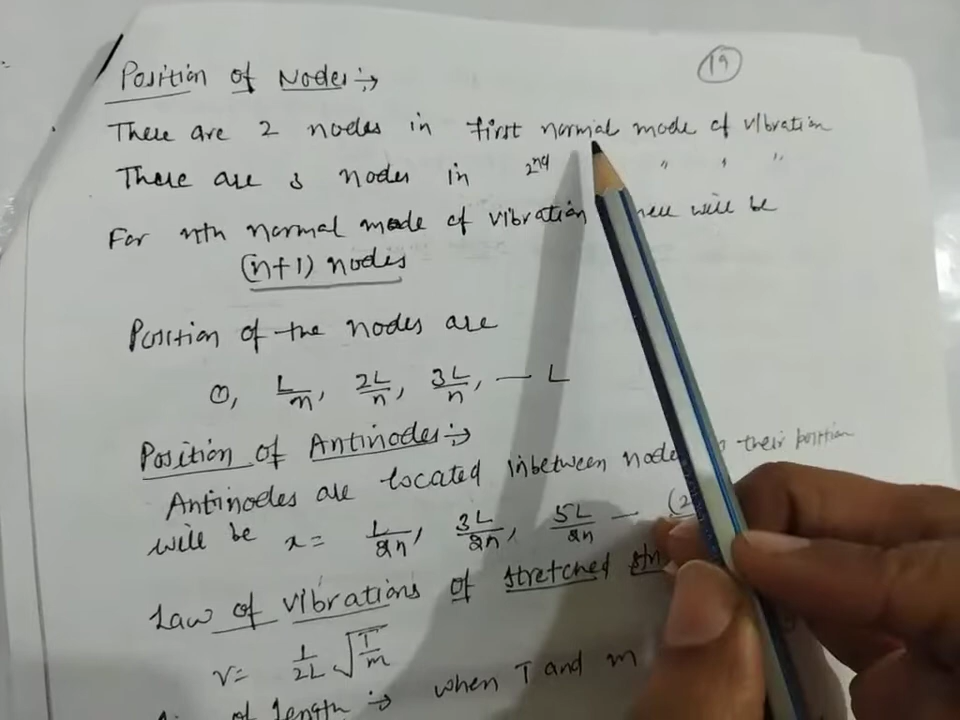 19
Position of Nodes :→
There are 2 nodes in first normal mode of vibration
There are 3 nodes in 2nd " " "
For nth normal mode of vibration will be
(n+1) nodes
Position of the nodes are
0, L/n, 2L/n, 3L/n, — L
Position of Antinodes :→
Antinodes are located inbetween node their position
will be x = L/2n, 3L/2n, 5L/2n — (2
Law of vibrations of stretched
ν = 1/2L √T/m
of length :→ when T and m